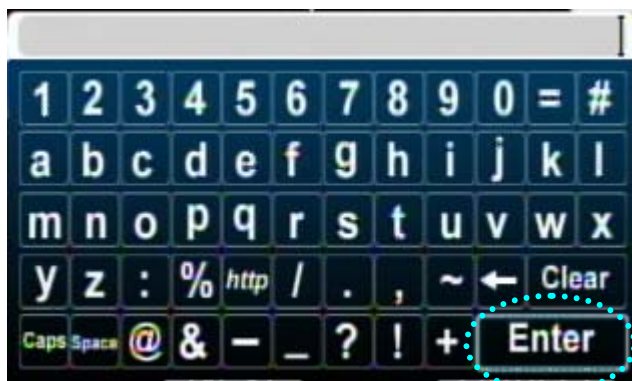 1 2 3 4 5 6 7 8 9 0 = #
a b c d e f g h i j k l
m n o p q r s t u v w x
y z : % http / . , ~ ← Clear
Caps Space @ & – _ ? ! + Enter